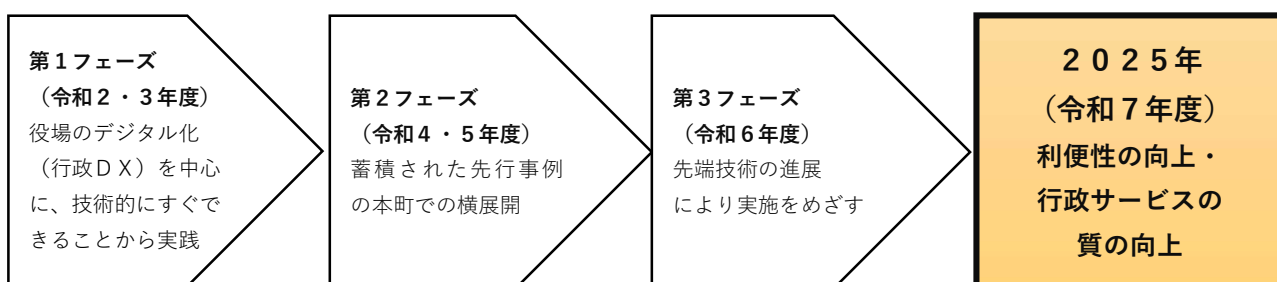 第１フェーズ
（令和２・３年度）
役場のデジタル化
（行政ＤＸ）を中心
に、技術的にすぐで
きることから実践
第２フェーズ
（令和４・５年度）
蓄積された先行事例
の本町での横展開
第３フェーズ
（令和６年度）
先端技術の進展
により実施をめざす
２０２５年
（令和７年度）
利便性の向上・
行政サービスの
質の向上